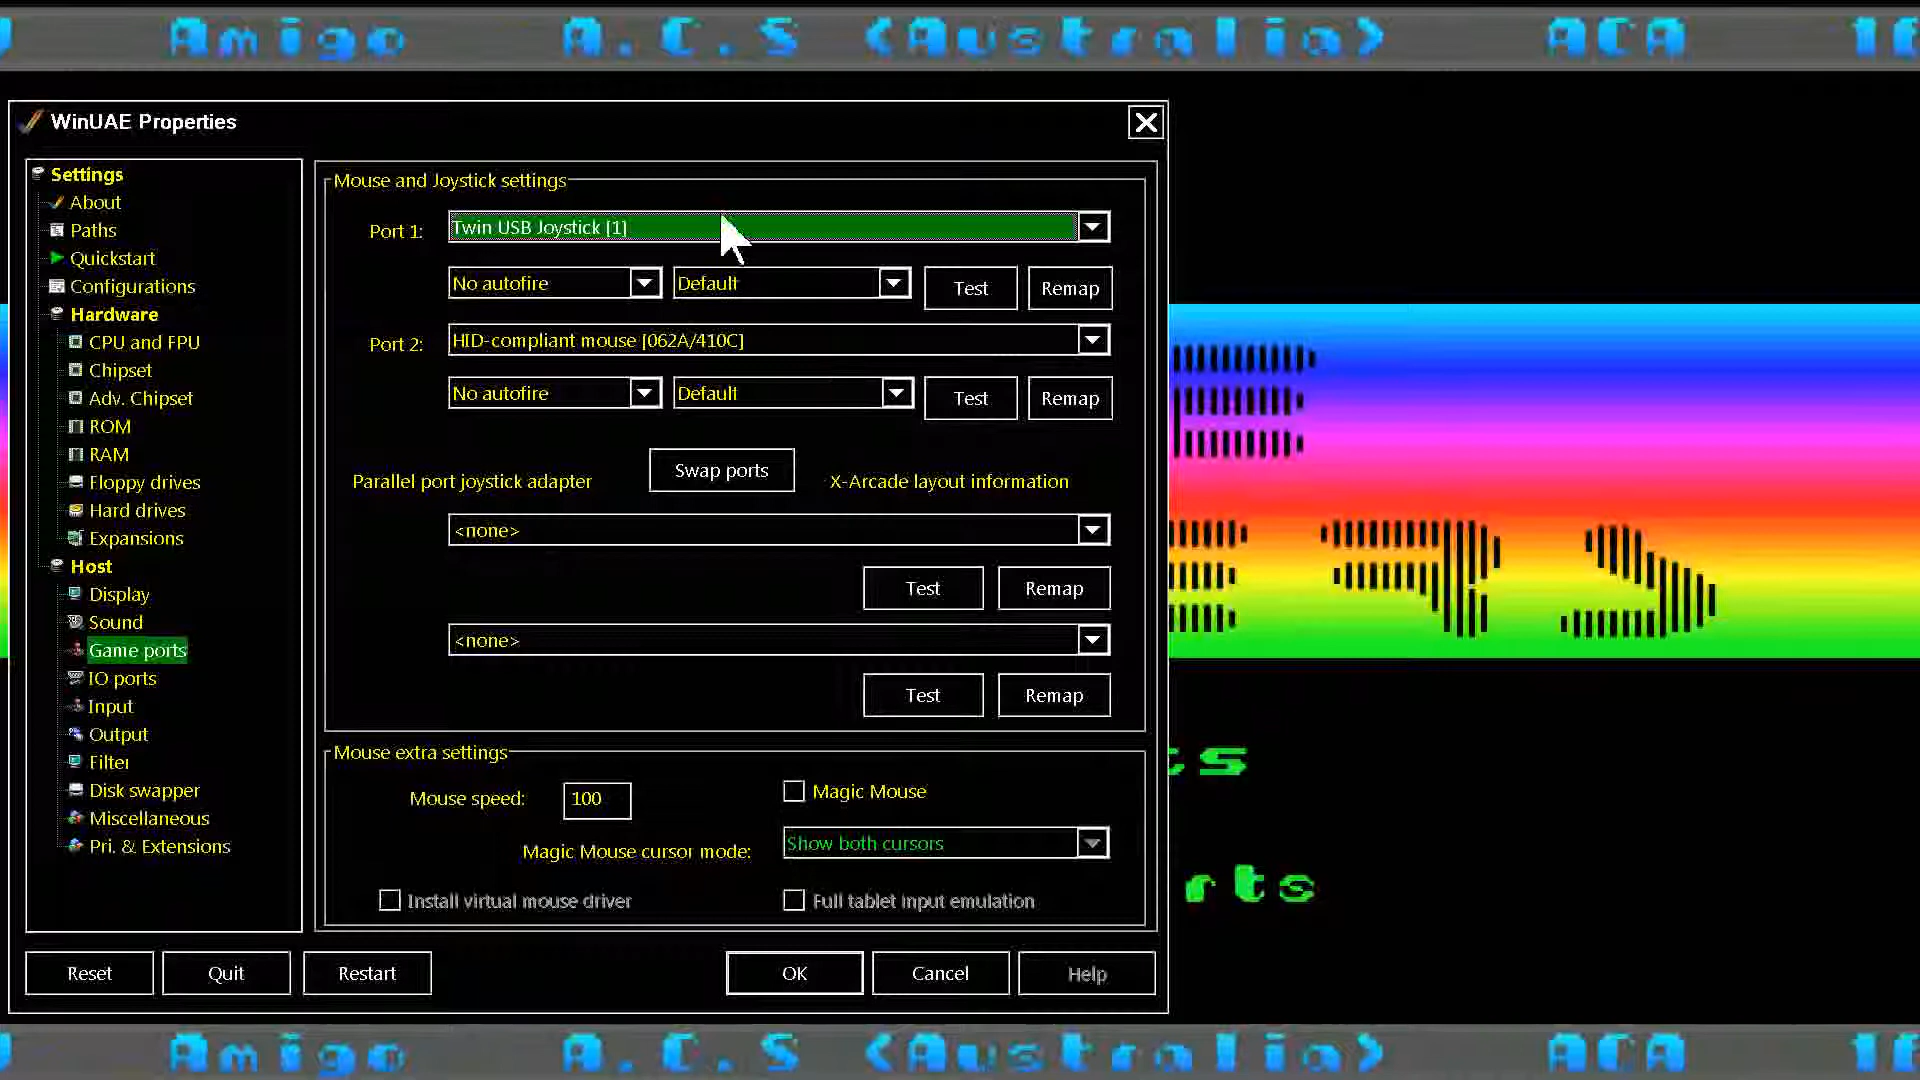 Amigo A.C.S (Australia) ACA
WinUAE Properties
Settings
About
Paths
Quickstart
Configurations
Hardware
CPU and FPU
Chipset
Adv. Chipset
ROM
RAM
Floppy drives
Hard drives
Expansions
Host
Display
Sound
Game ports
IO ports
Input
Output
Filter
Disk swapper
Miscellaneous
Pri. & Extensions
Mouse and Joystick settings
Port 1: Twin USB Joystick [1]
No autofire Default Test Remap
Port 2: HID-compliant mouse [062A/410C]
No autofire Default Test Remap
Parallel port joystick adapter Swap ports X-Arcade layout information
<none>
Test Remap
<none>
Test Remap
Mouse extra settings
Mouse speed: 100 Magic Mouse
Magic Mouse cursor mode: Show both cursors
Install virtual mouse driver Full tablet input emulation
Reset Quit Restart OK Cancel Help
rts
Amigo A.C.S (Australia) ACA